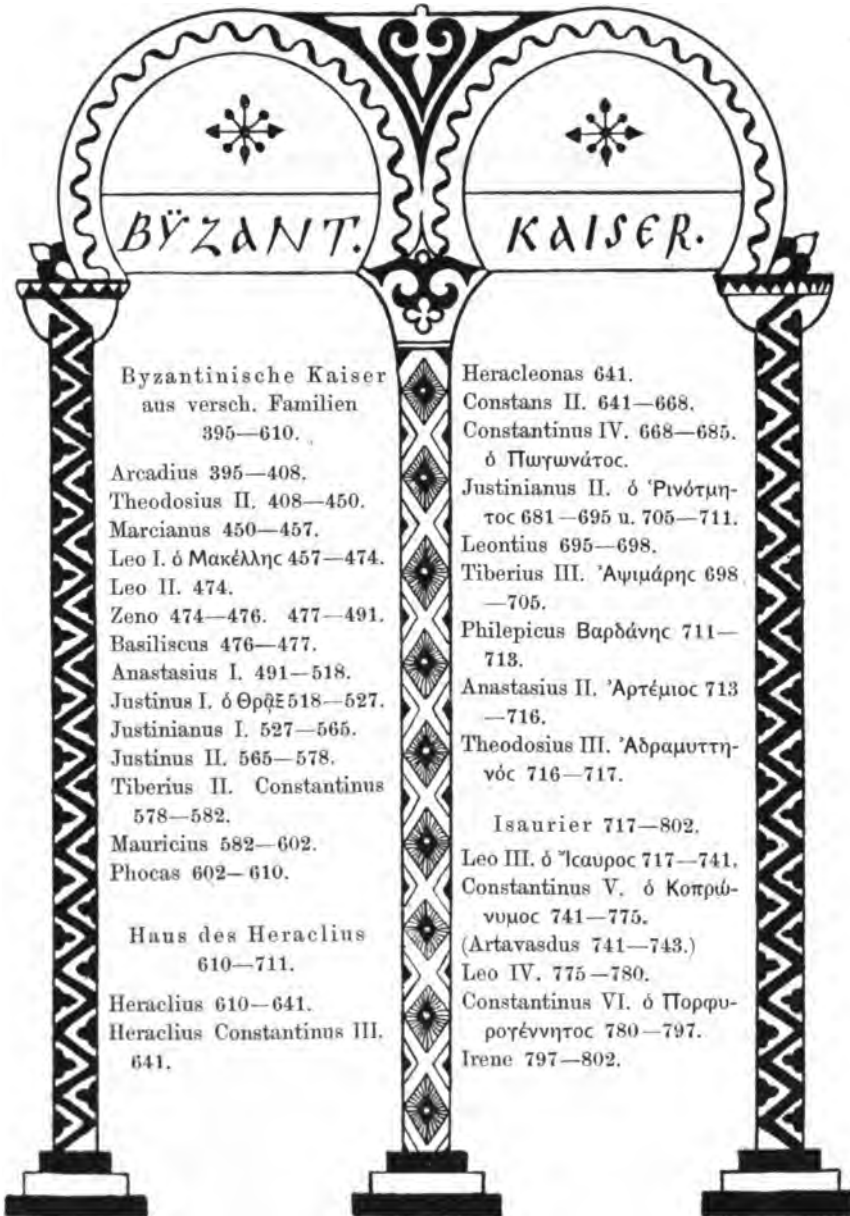 BŸZANT. KAISER.
Byzantinische Kaiser
aus versch. Familien
395—610.
Arcadius 395—408.
Theodosius II. 408—450.
Marcianus 450—457.
Leo I. ὁ Μακέλλης 457—474.
Leo II. 474.
Zeno 474—476. 477—491.
Basiliscus 476—477.
Anastasius I. 491—518.
Justinus I. ὁ Θρᾷξ 518—527.
Justinianus I. 527—565.
Justinus II. 565—578.
Tiberius II. Constantinus
578—582.
Mauricius 582—602.
Phocas 602—610.
Haus des Heraclius
610—711.
Heraclius 610—641.
Heraclius Constantinus III.
641.
Heracleonas 641.
Constans II. 641—668.
Constantinus IV. 668—685.
ὁ Πωγωνάτοϲ.
Justinianus II. ὁ Ῥινότμη-
τοϲ 681—695 u. 705—711.
Leontius 695—698.
Tiberius III. Ἀψιμάρης 698
—705.
Philepicus Βαρδάνης 711—
713.
Anastasius II. Ἀρτέμιοϲ 713
—716.
Theodosius III. Ἀδραμυττη-
νόϲ 716—717.
Isaurier 717—802.
Leo III. ὁ Ἴϲαυροϲ 717—741.
Constantinus V. ὁ Κοπρώ-
νυμοϲ 741—775.
(Artavasdus 741—743.)
Leo IV. 775—780.
Constantinus VI. ὁ Πορφυ-
ρογέννητοϲ 780—797.
Irene 797—802.